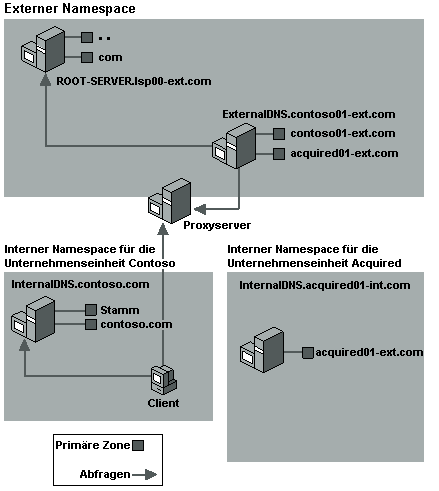 Externer Namespace
..
com
ROOT-SERVER.Isp00-ext.com
ExternalDNS.contoso01-ext.com
contoso01-ext.com
acquired01-ext.com
Proxyserver
Interner Namespace für die
Unternehmenseinheit Contoso
InternalDNS.contoso.com
Stamm
contoso.com
Client
Interner Namespace für die
Unternehmenseinheit Acquired
InternalDNS.acquired01-int.com
acquired01-ext.com
Primäre Zone
Abfragen